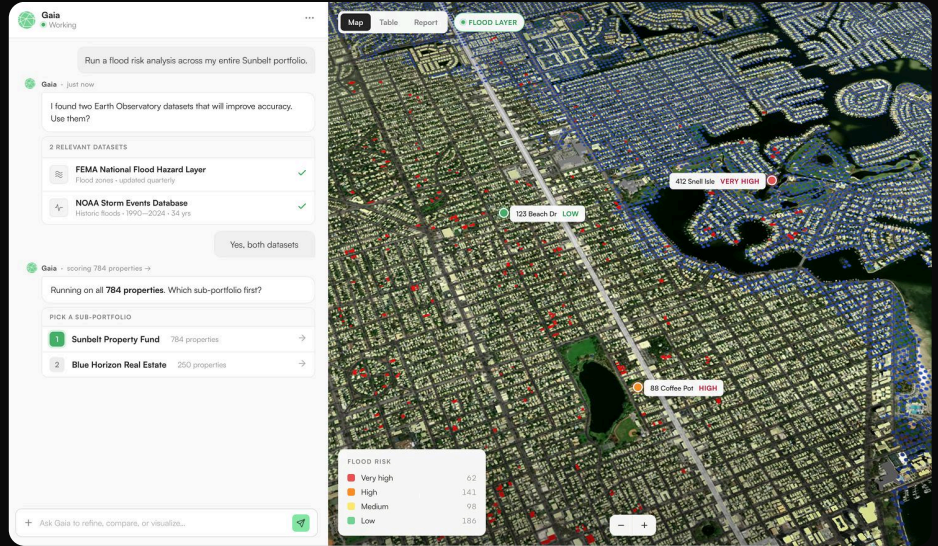 Gaia
Working
Run a flood risk analysis across my entire Sunbelt portfolio.
Gaia · just now
I found two Earth Observatory datasets that will improve accuracy.
Use them?
2 RELEVANT DATASETS
FEMA National Flood Hazard Layer
Flood zones · updated quarterly
NOAA Storm Events Database
Historic floods · 1990–2024 · 34 yrs
Yes, both datasets
Gaia · scoring 784 properties →
Running on all 784 properties. Which sub-portfolio first?
PICK A SUB-PORTFOLIO
1 Sunbelt Property Fund 784 properties →
2 Blue Horizon Real Estate 250 properties →
+ Ask Gaia to refine, compare, or visualize...
Map Table Report FLOOD LAYER
412 Snell Isle VERY HIGH
123 Beach Dr LOW
88 Coffee Pot HIGH
FLOOD RISK
Very high 62
High 141
Medium 98
Low 186
− +